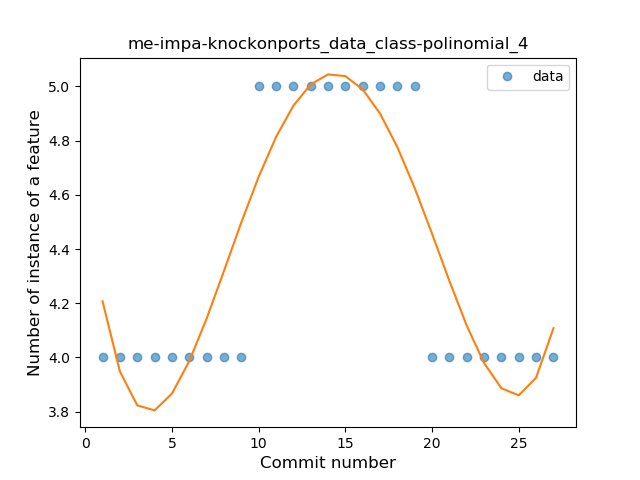 me-impa-knockonports_data_class-polinomial_4
data
Number of instance of a feature
5.0
4.8
4.6
4.4
4.2
4.0
3.8
0 5 10 15 20 25
Commit number